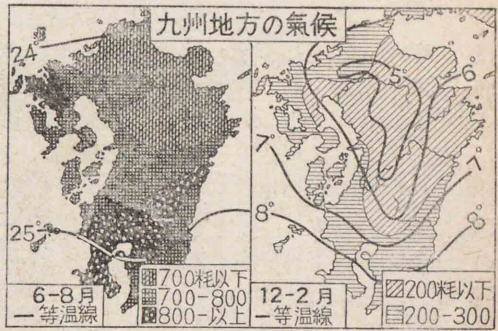 九州地方の氣候
24°
25°
6-8月
一等温線
700粍以下
700-800
800-以上
5°
6°
7°
7°
8°
8°
12-2月
一等温線
200粍以下
200-300